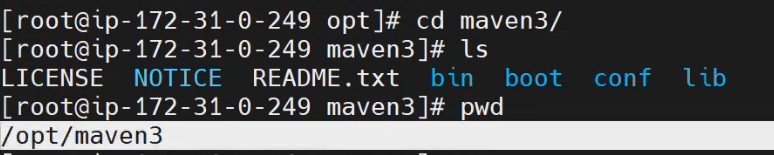 [root@ip-172-31-0-249 opt]# cd maven3/
[root@ip-172-31-0-249 maven3]# ls
LICENSE  NOTICE  README.txt  bin  boot  conf  lib
[root@ip-172-31-0-249 maven3]# pwd
/opt/maven3